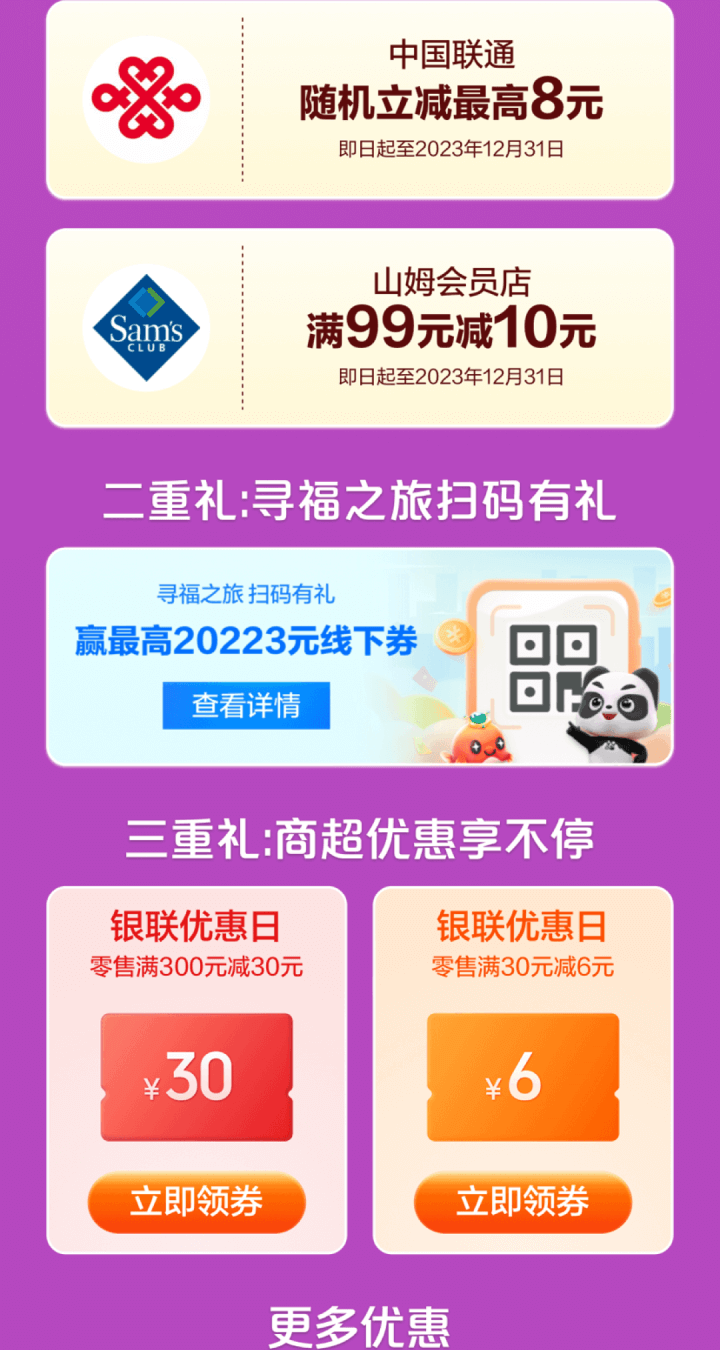 中国联通
随机立减最高8元
即日起至2023年12月31日
Sam's
CLUB
山姆会员店
满99元减10元
即日起至2023年12月31日
二重礼:寻福之旅扫码有礼
寻福之旅 扫码有礼
赢最高20223元线下券
查看详情
三重礼:商超优惠享不停
银联优惠日
零售满300元减30元
¥30
立即领券
银联优惠日
零售满30元减6元
¥6
立即领券
更多优惠